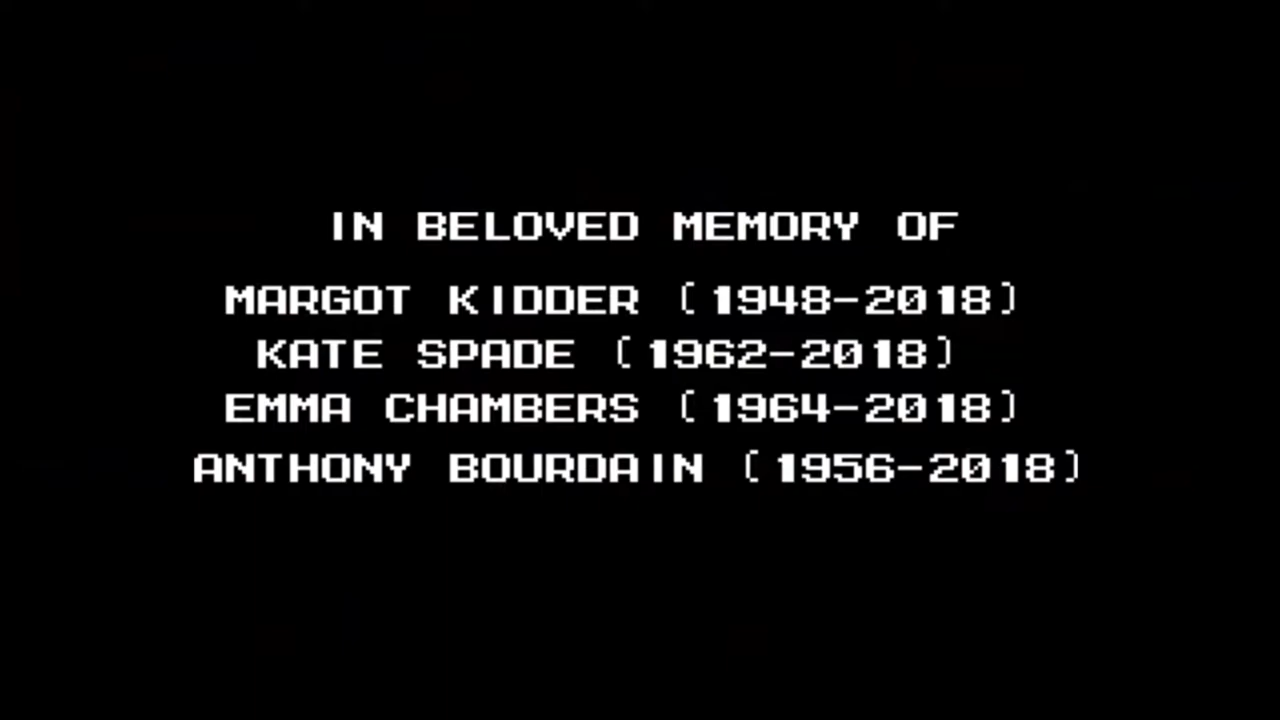 IN BELOVED MEMORY OF
MARGOT KIDDER (1948-2018)
KATE SPADE (1962-2018)
EMMA CHAMBERS (1964-2018)
ANTHONY BOURDAIN (1956-2018)